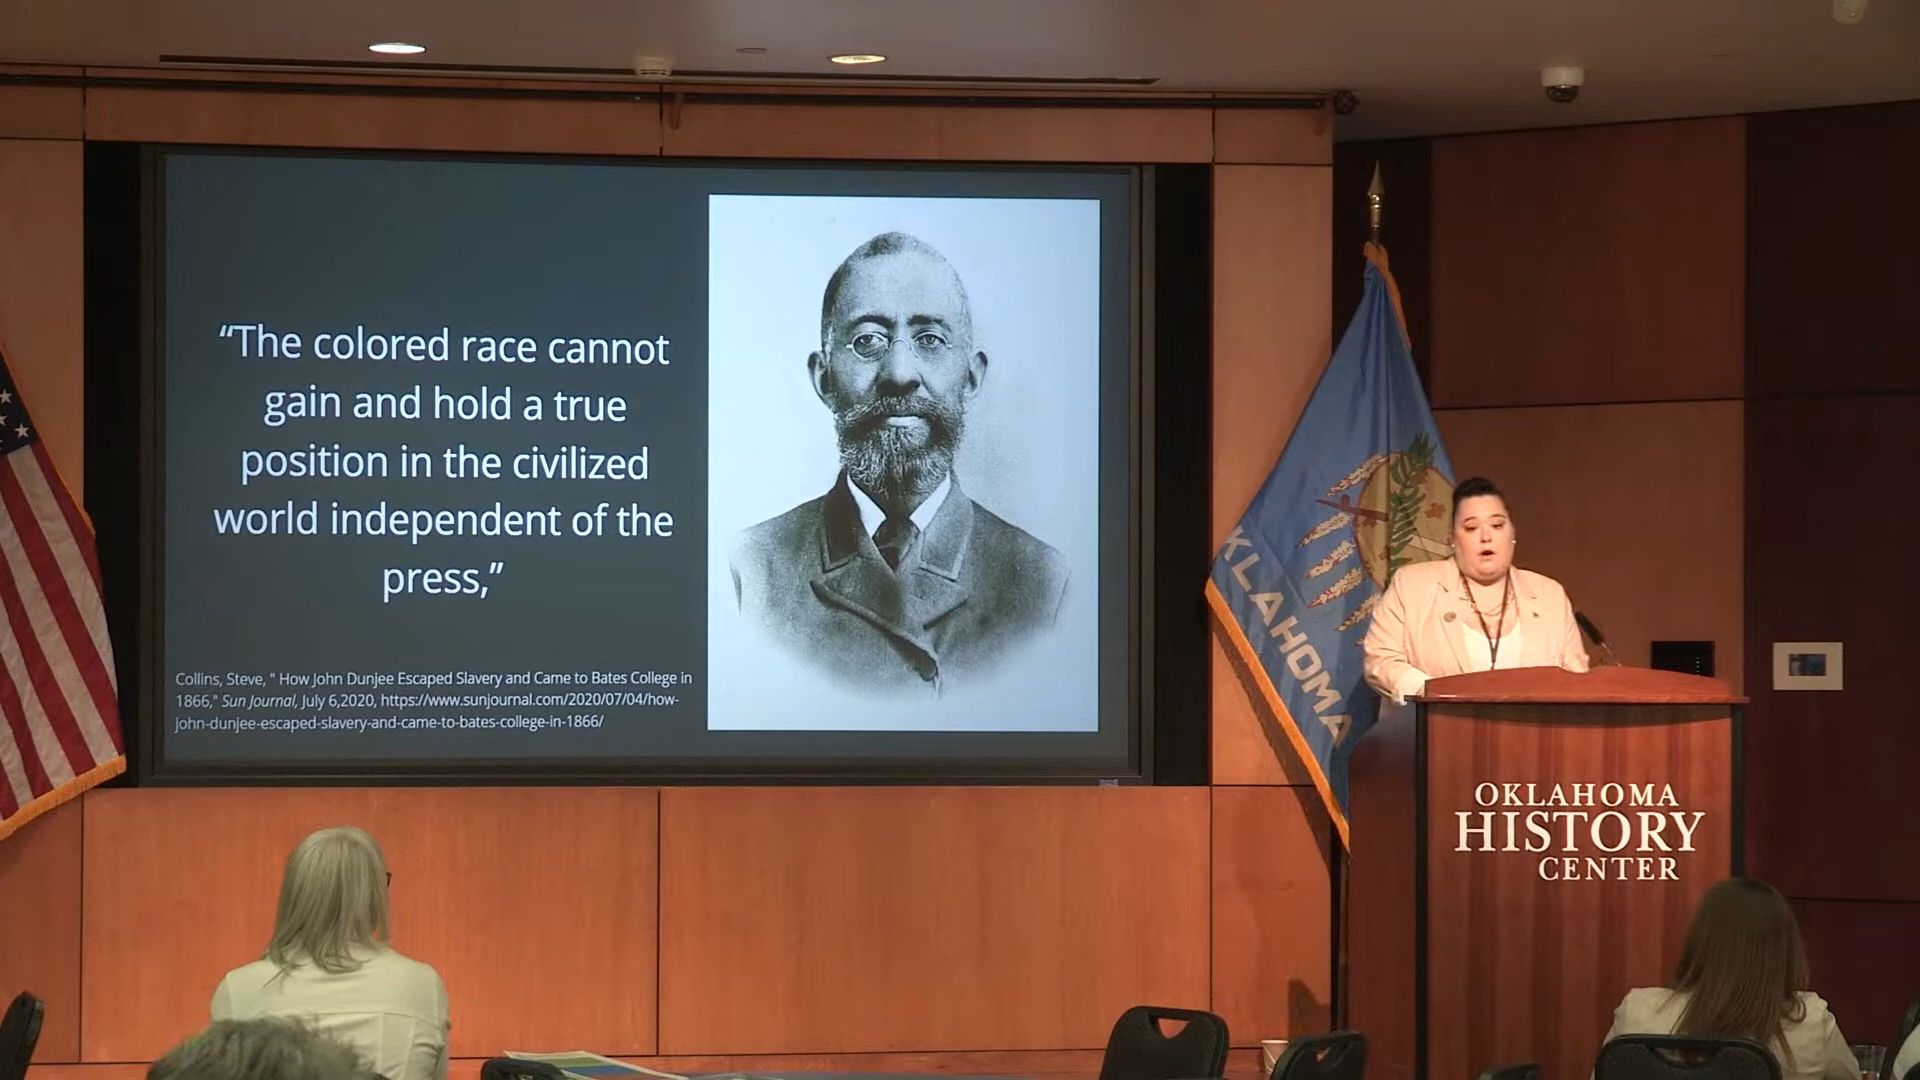 “The colored race cannot
gain and hold a true
position in the civilized
world independent of the
press,”
Collins, Steve, " How John Dunjee Escaped Slavery and Came to Bates College in
1866," Sun Journal, July 6,2020, https://www.sunjournal.com/2020/07/04/how-
john-dunjee-escaped-slavery-and-came-to-bates-college-in-1866/
KLAHOMA
OKLAHOMA
HISTORY
CENTER